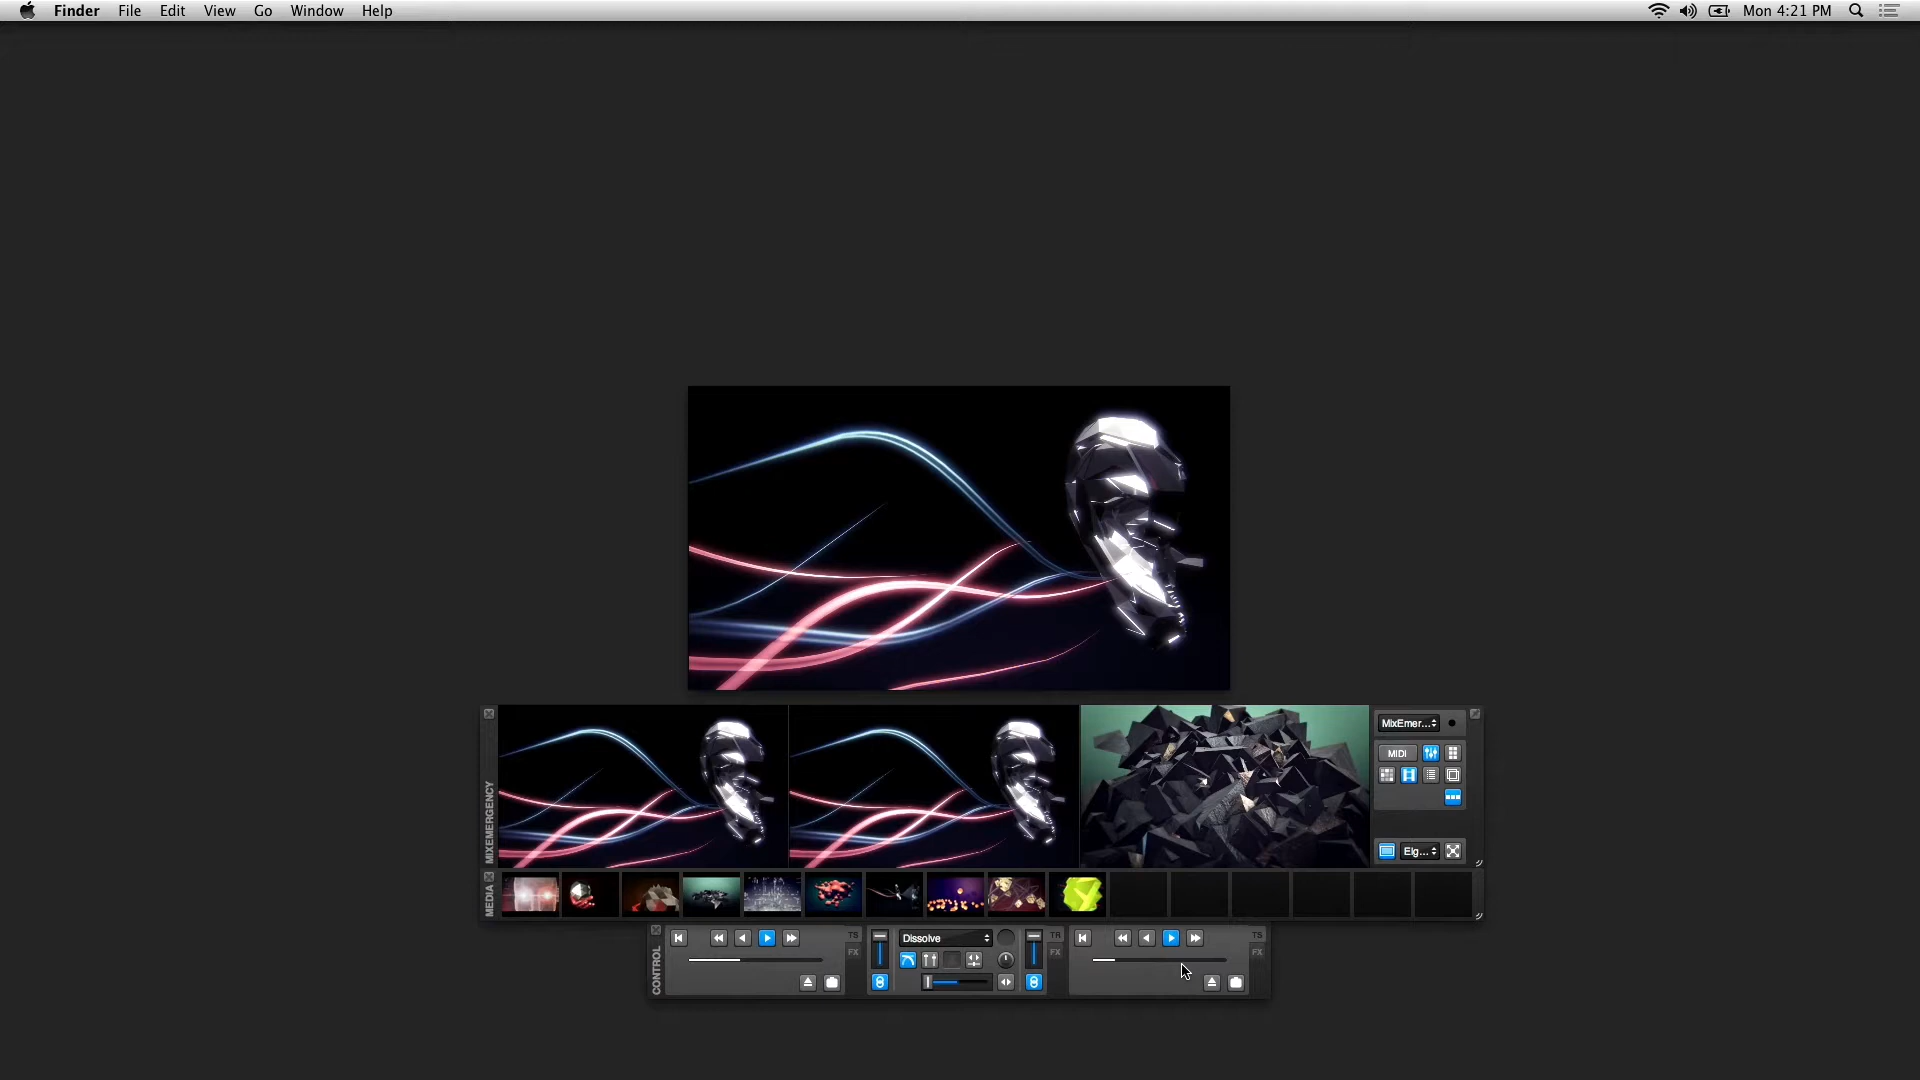 Finder File Edit View Go Window Help
Mon 4:21 PM
MIXEMERGENCY
MixEmer...
MIDI
Elg...
MEDIA
CONTROL
TS
FX
Dissolve
TR
FX
TS
FX